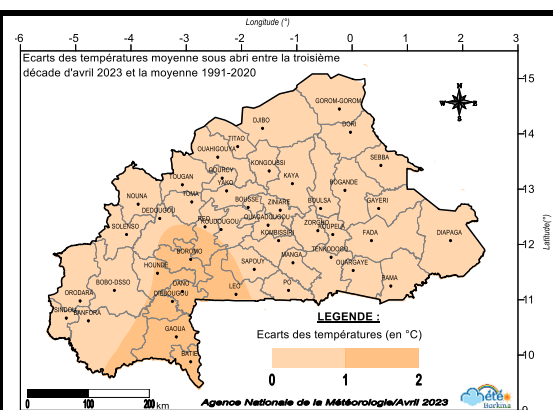 Longitude (°)
-6 -5 -4 -3 -2 -1 0 1 2 3
Ecarts des températures moyenne sous abri entre la troisième
décade d'avril 2023 et la moyenne 1991-2020
15
N
W E
S
GOROM-GOROM
DJIBO
DORI
14
TITAO
OUAHIGOUYA
SEBBA
KONGOUSSI
GOURCY
TOUGAN
KAYA
YAKO
BOGANDE
13
NOUNA
TOMA
BOUSSE
ZINIARE
BOULSA
GAYERI
DEDOUGOU
REO
KOUDOUGOU
OUAGADOUGOU
ZORGHO
KOUPELA
SOLENSO
KOMBISSIRI
FADA
DIAPAGA
Latitude(°)
12
BOROMO
TENKODOGO
HOUNDE
SAPOUY
MANGA
OUARGAYE
BOBO-DSSO
DANO
LEO
PO
PAMA
ORODARA
DIEBOUGOU
11
SINDOU
BANFORA
LEGENDE :
GAOUA
Ecarts des températures (en °C)
BATIE
10
0 1 2
0 100 200 km
Agence Nationale de la Météorologie/Avril 2023
météo
Burkina
9